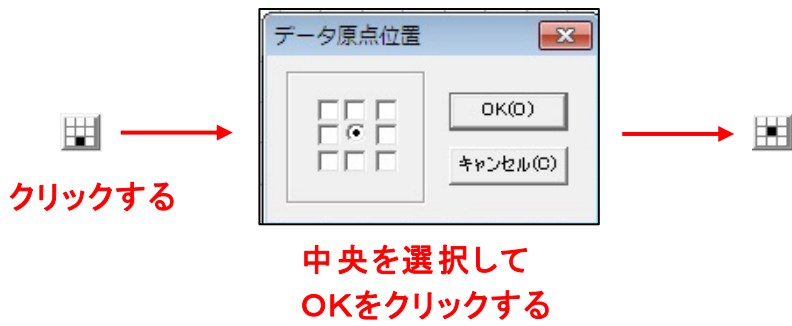 データ原点位置
OK(O)
キャンセル(C)
クリックする
中央を選択して
OKをクリックする